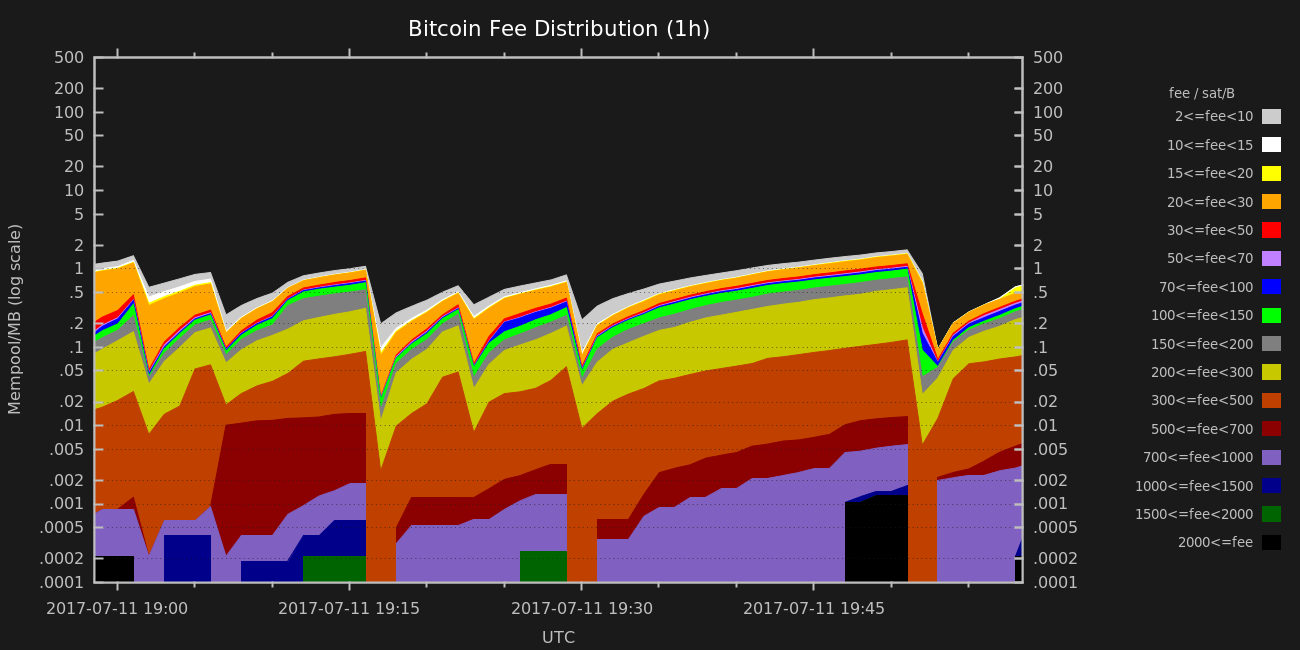 Bitcoin Fee Distribution (1h)
500 500
200 200
100 100
50 50
20 20
10 10
5 5
2 2
1 1
.5 .5
.2 .2
.1 .1
.05 .05
.02 .02
.01 .01
.005 .005
.002 .002
.001 .001
.0005 .0005
.0002 .0002
.0001 .0001
Mempool/MB (log scale)
2017-07-11 19:00 2017-07-11 19:15 2017-07-11 19:30 2017-07-11 19:45
UTC
fee / sat/B
2<=fee<10
10<=fee<15
15<=fee<20
20<=fee<30
30<=fee<50
50<=fee<70
70<=fee<100
100<=fee<150
150<=fee<200
200<=fee<300
300<=fee<500
500<=fee<700
700<=fee<1000
1000<=fee<1500
1500<=fee<2000
2000<=fee